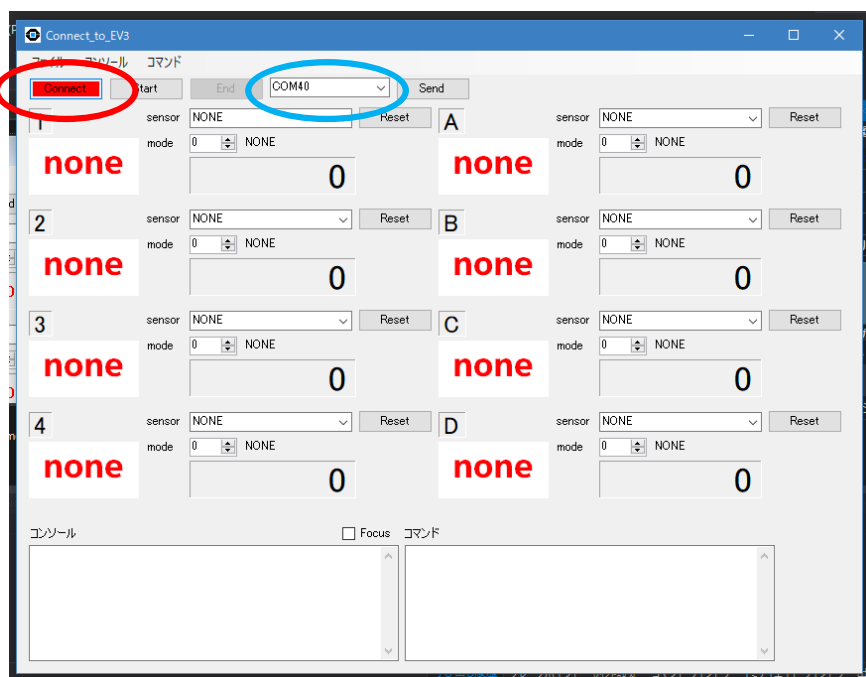 Connect_to_EV3
ファイル コンソール コマンド
Connect Start End COM40 Send
1 sensor NONE Reset A sensor NONE Reset
mode 0 NONE mode 0 NONE
none 0 none 0
2 sensor NONE Reset B sensor NONE Reset
mode 0 NONE mode 0 NONE
none 0 none 0
3 sensor NONE Reset C sensor NONE Reset
mode 0 NONE mode 0 NONE
none 0 none 0
4 sensor NONE Reset D sensor NONE Reset
mode 0 NONE mode 0 NONE
none 0 none 0
コンソール Focus コマンド